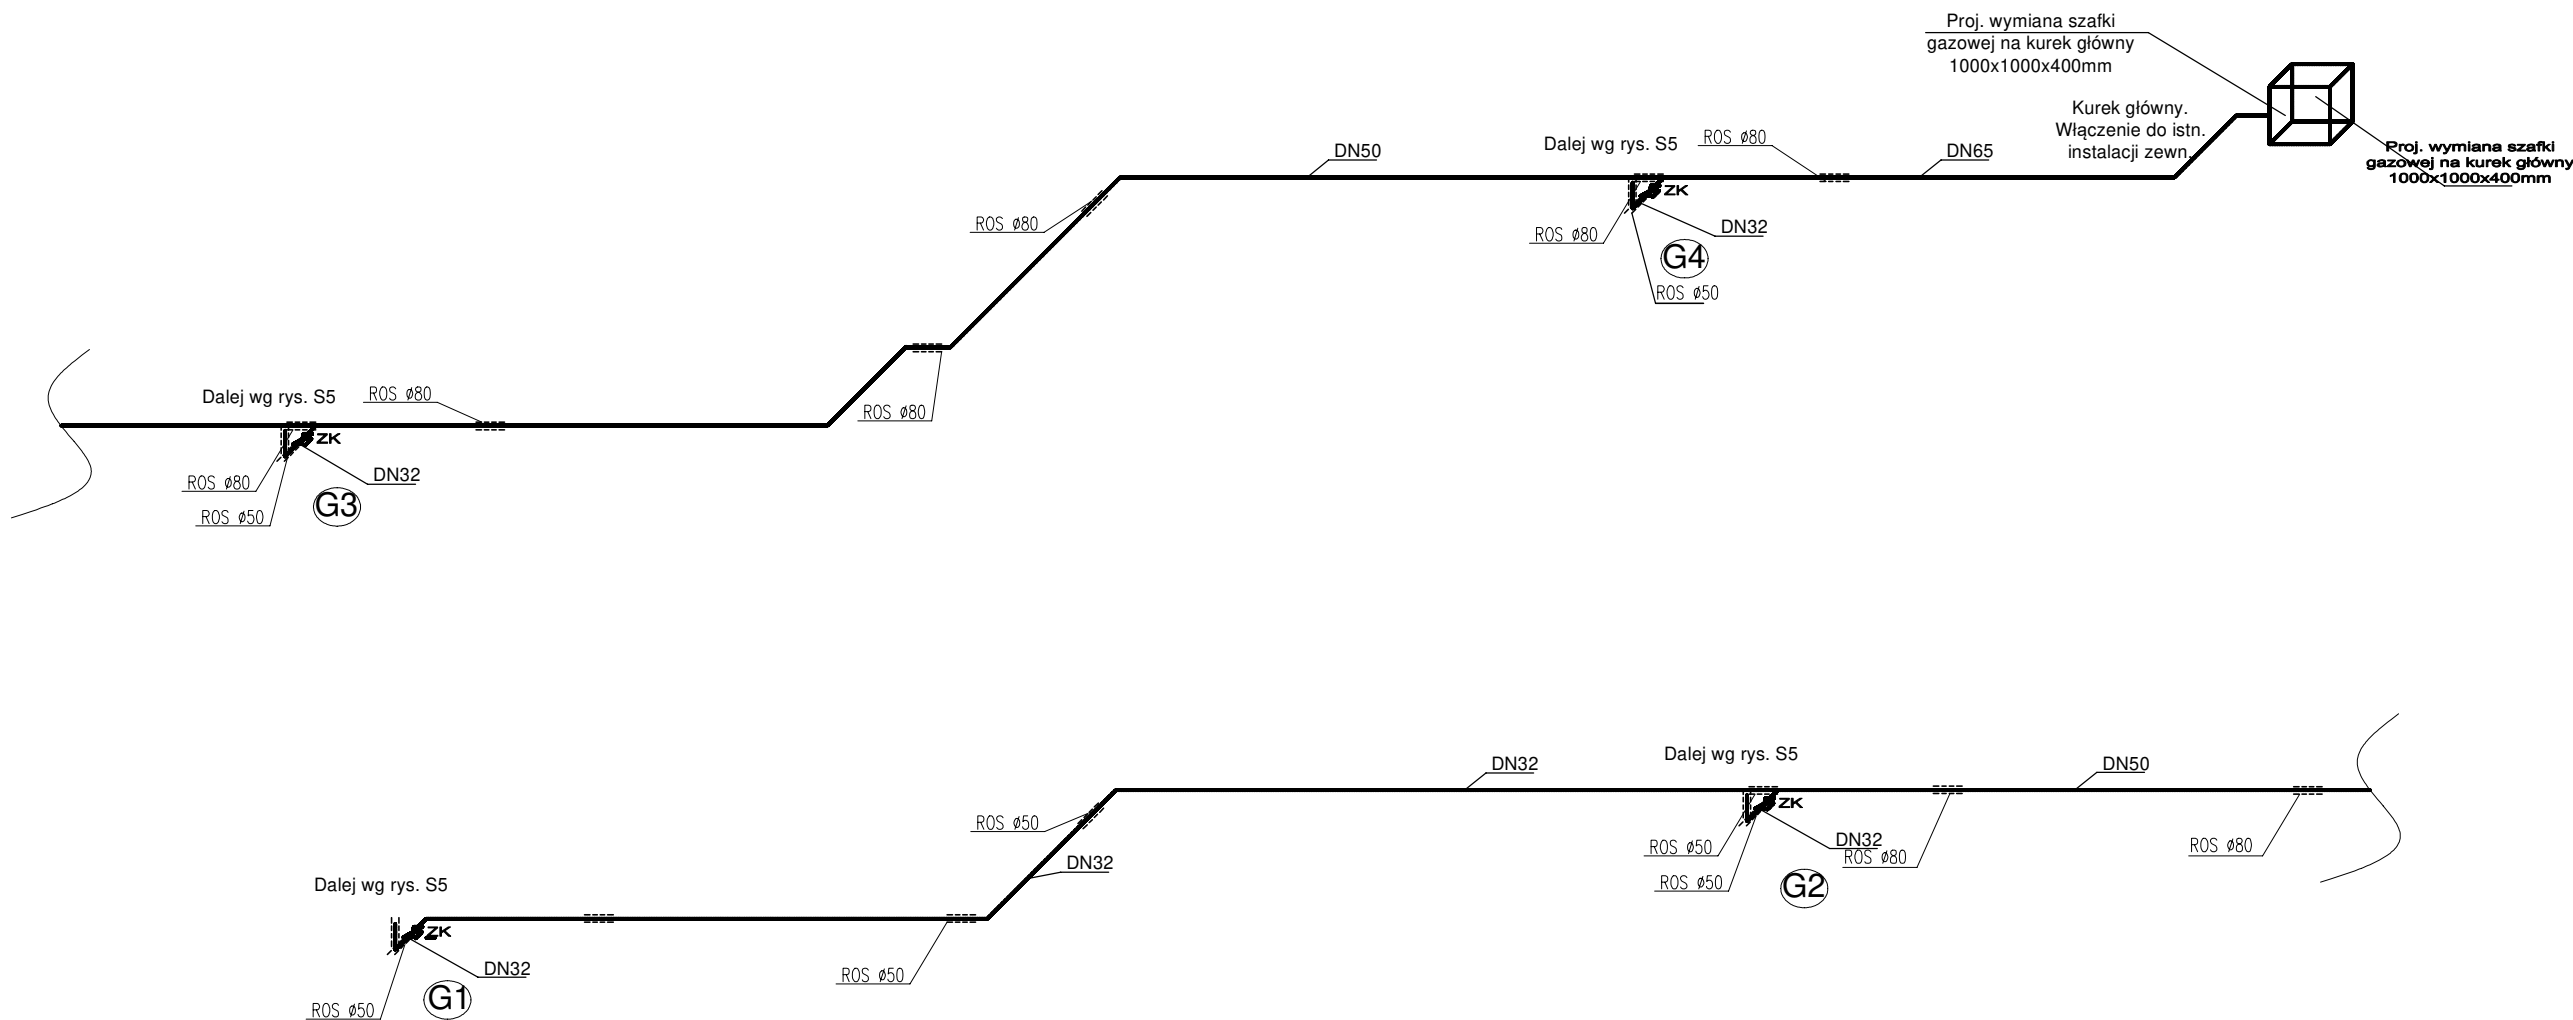 Proj. wymiana szafki
gazowej na kurek główny
1000x1000x400mm
Kurek główny.
Włączenie do istn.
instalacji zewn.
Proj. wymiana szafki
gazowej na kurek główny
1000x1000x400mm
DN50
Dalej wg rys. S5
ROS ø80
DN65
ZK
ROS ø80
ROS ø80
DN32
G4
ROS ø50
Dalej wg rys. S5
ROS ø80
ROS ø80
ZK
ROS ø80
DN32
G3
ROS ø50
DN32
Dalej wg rys. S5
DN50
ZK
ROS ø50
DN32
ROS ø50
DN32
ROS ø80
ROS ø80
ROS ø50
G2
Dalej wg rys. S5
ZK
DN32
ROS ø50
G1
ROS ø50